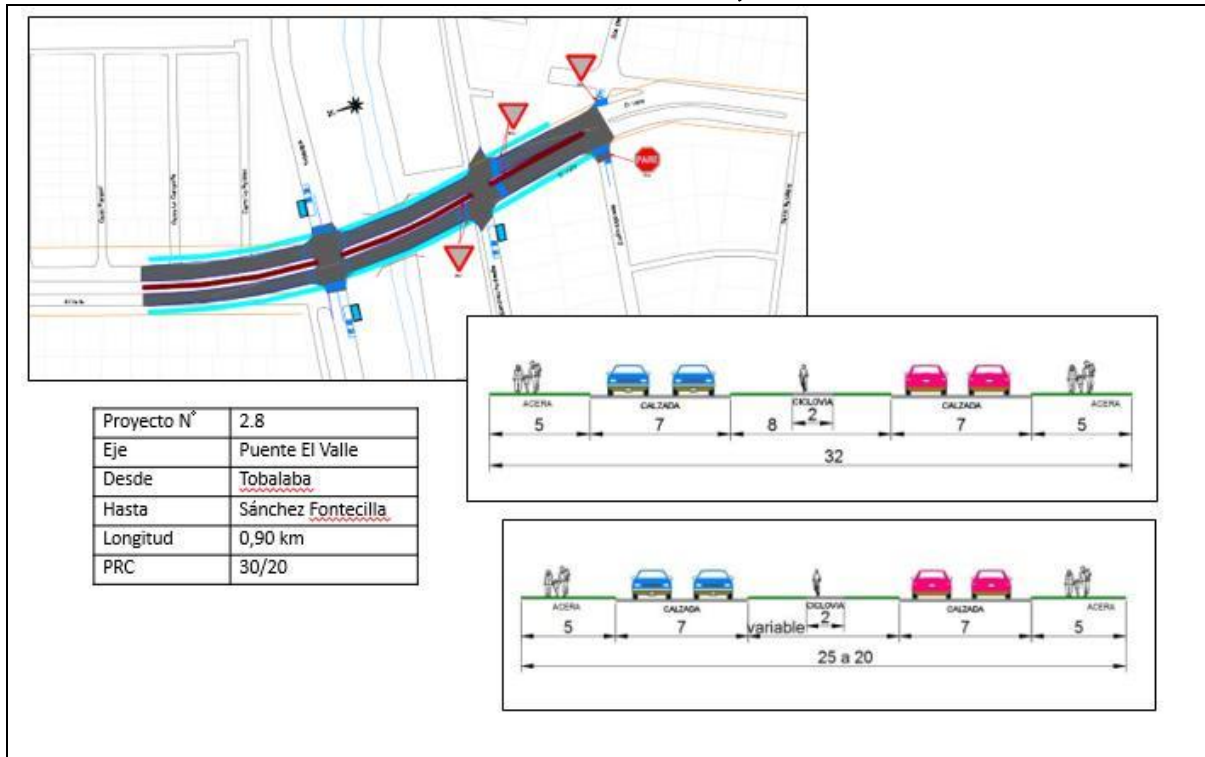 PARE
ACERA
CALZADA
CICLOVIA
CALZADA
ACERA
5
7
8
2
7
5
32
Proyecto N° 2.8
Eje Puente El Valle
Desde Tobalaba
Hasta Sánchez Fontecilla
Longitud 0,90 km
PRC 30/20
ACERA
CALZADA
CICLOVIA
CALZADA
ACERA
5
7
variable
2
7
5
25 a 20